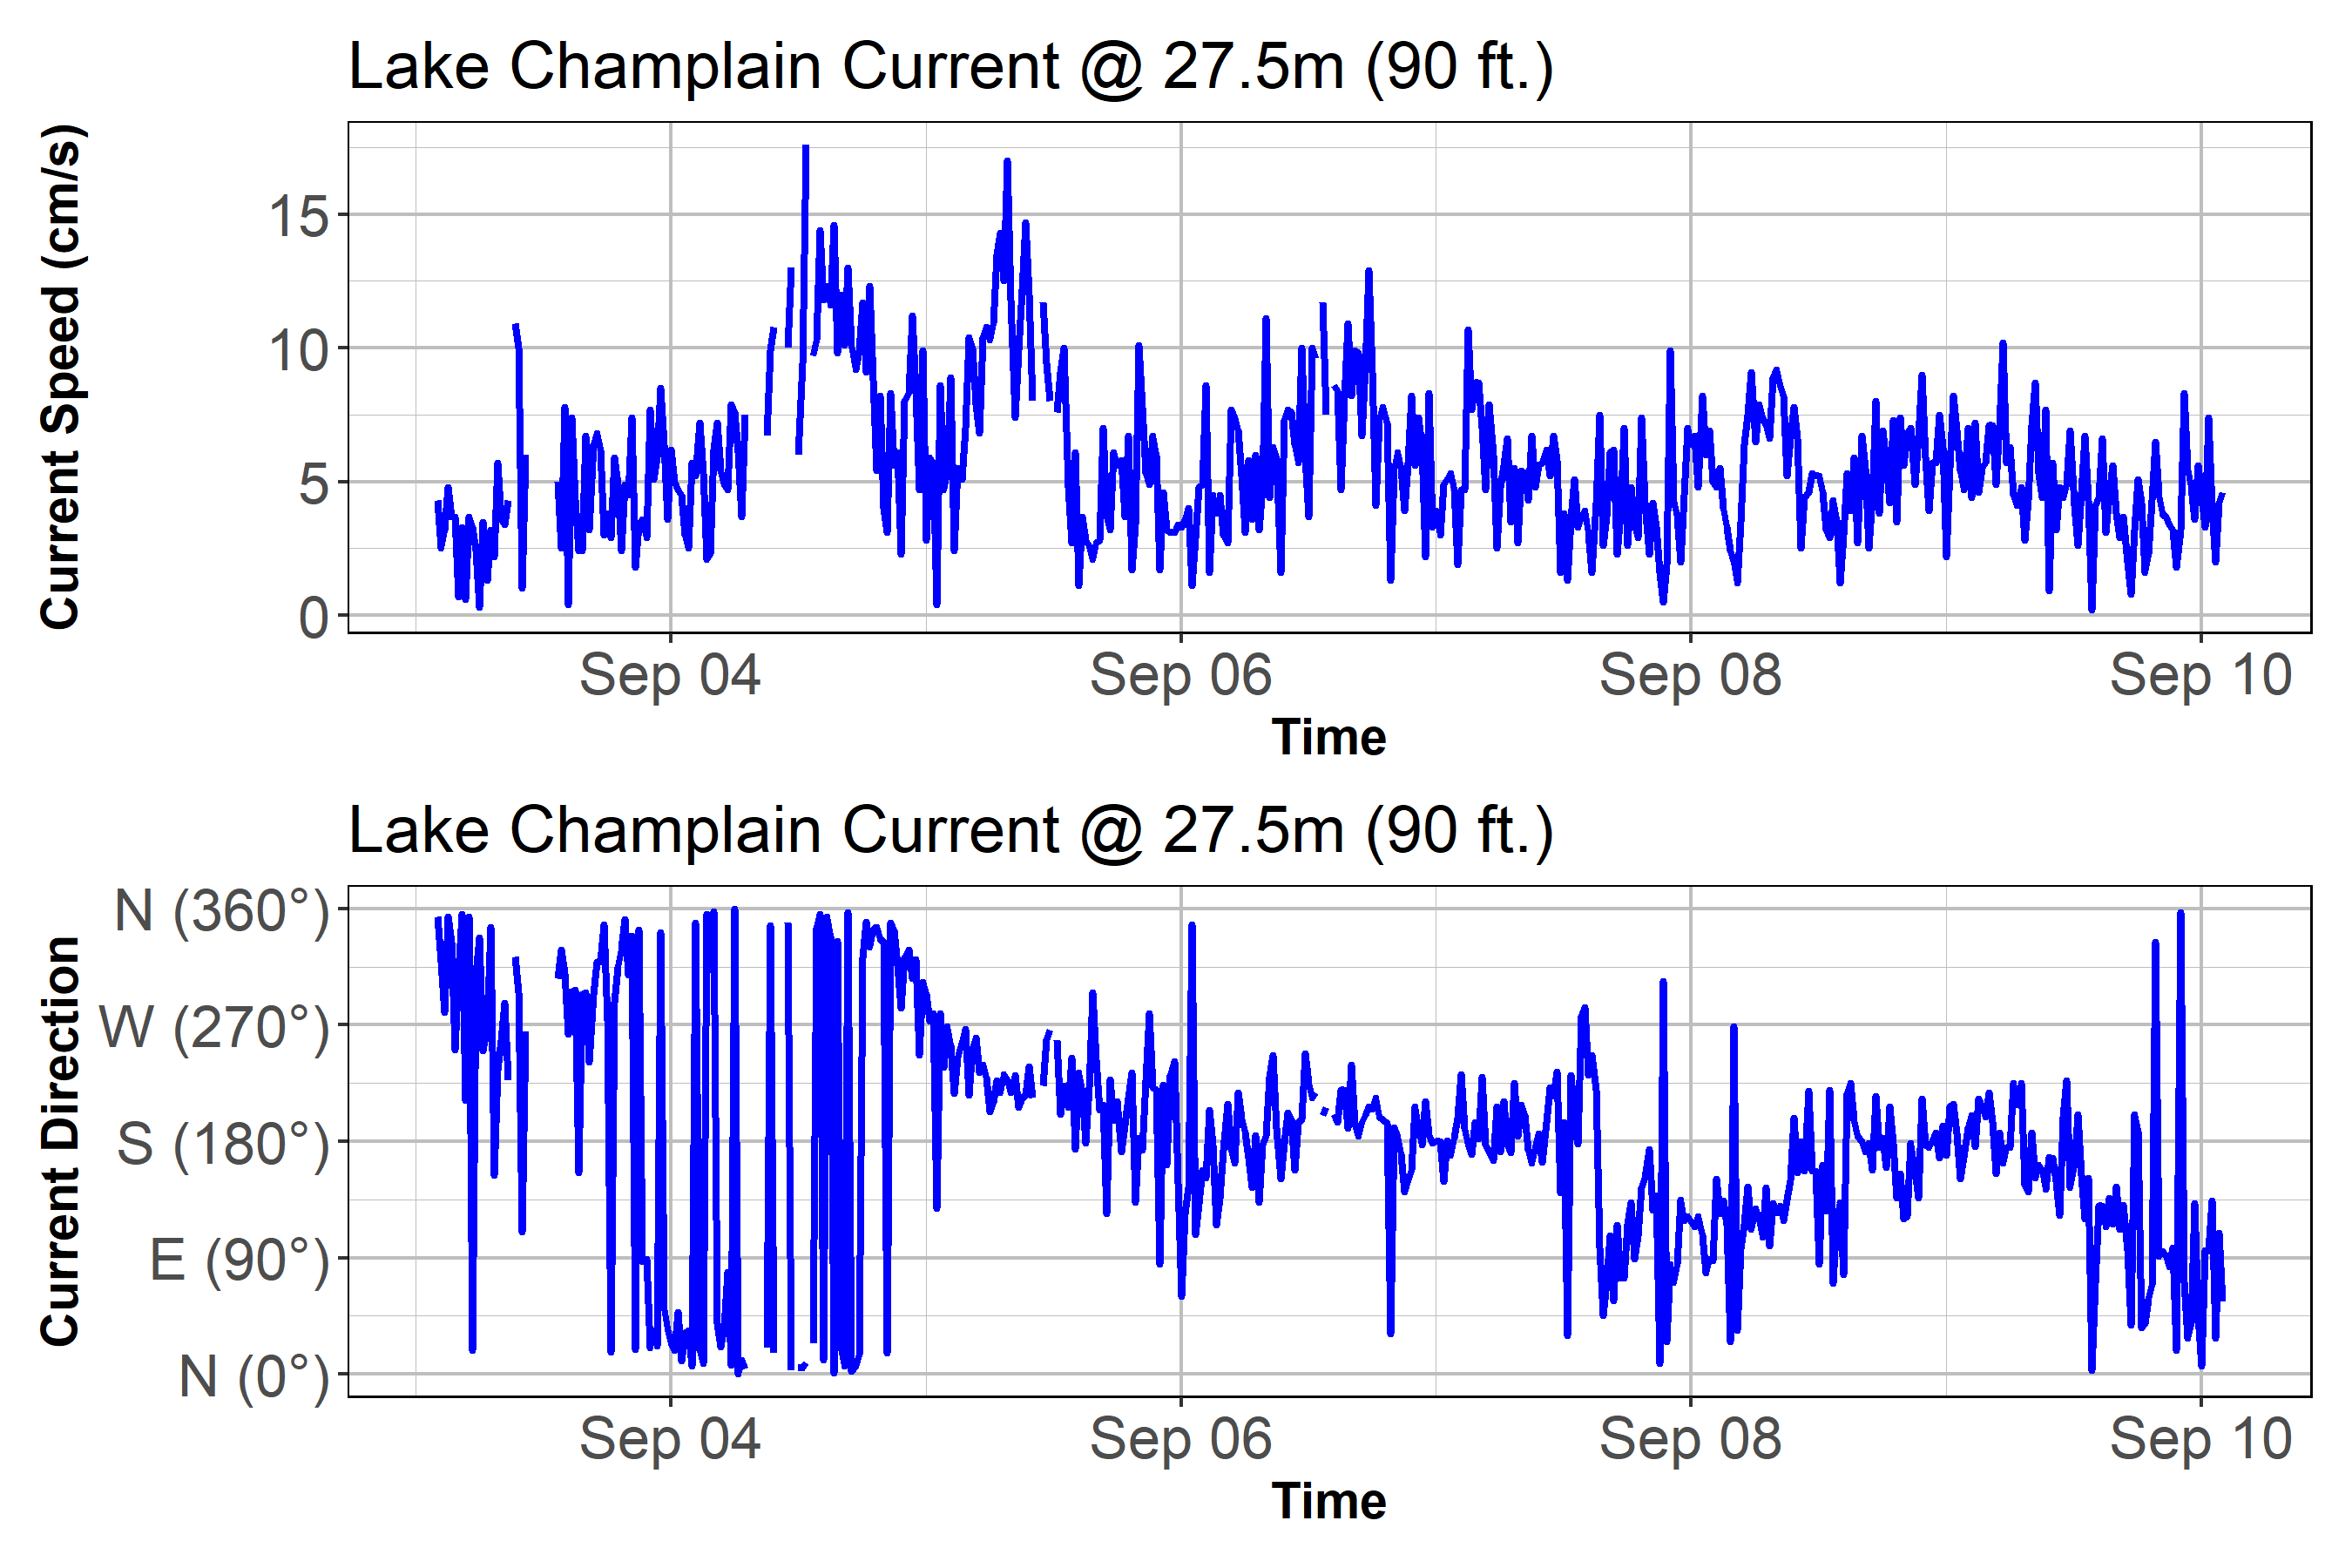 Lake Champlain Current @ 27.5m (90 ft.)
Current Speed (cm/s)
15
10
5
0
Sep 04 Sep 06 Sep 08 Sep 10
Time
Lake Champlain Current @ 27.5m (90 ft.)
Current Direction
N (360°)
W (270°)
S (180°)
E (90°)
N (0°)
Sep 04 Sep 06 Sep 08 Sep 10
Time